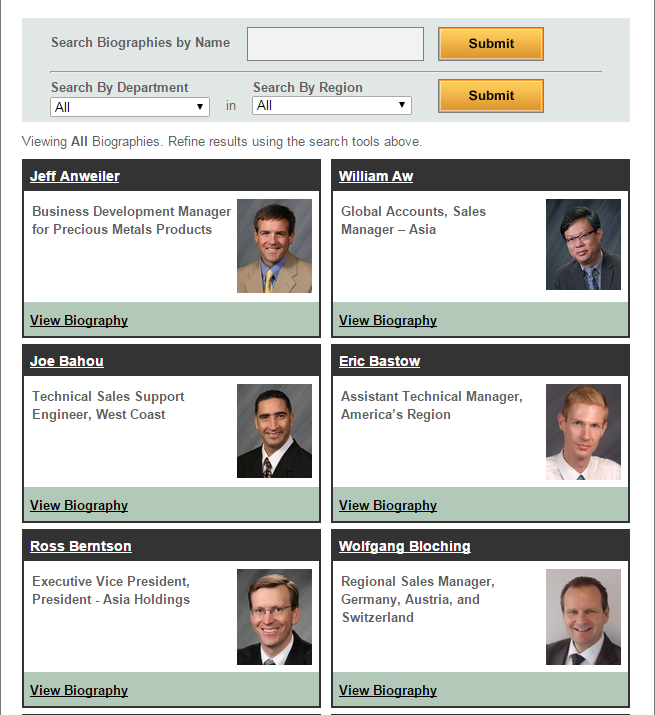 Search Biographies by Name
Submit
Search By Department
Search By Region
All
in
All
Submit
Viewing All Biographies. Refine results using the search tools above.
Jeff Anweiler
Business Development Manager
for Precious Metals Products
View Biography
William Aw
Global Accounts, Sales
Manager – Asia
View Biography
Joe Bahou
Technical Sales Support
Engineer, West Coast
View Biography
Eric Bastow
Assistant Technical Manager,
America’s Region
View Biography
Ross Berntson
Executive Vice President,
President - Asia Holdings
View Biography
Wolfgang Bloching
Regional Sales Manager,
Germany, Austria, and
Switzerland
View Biography